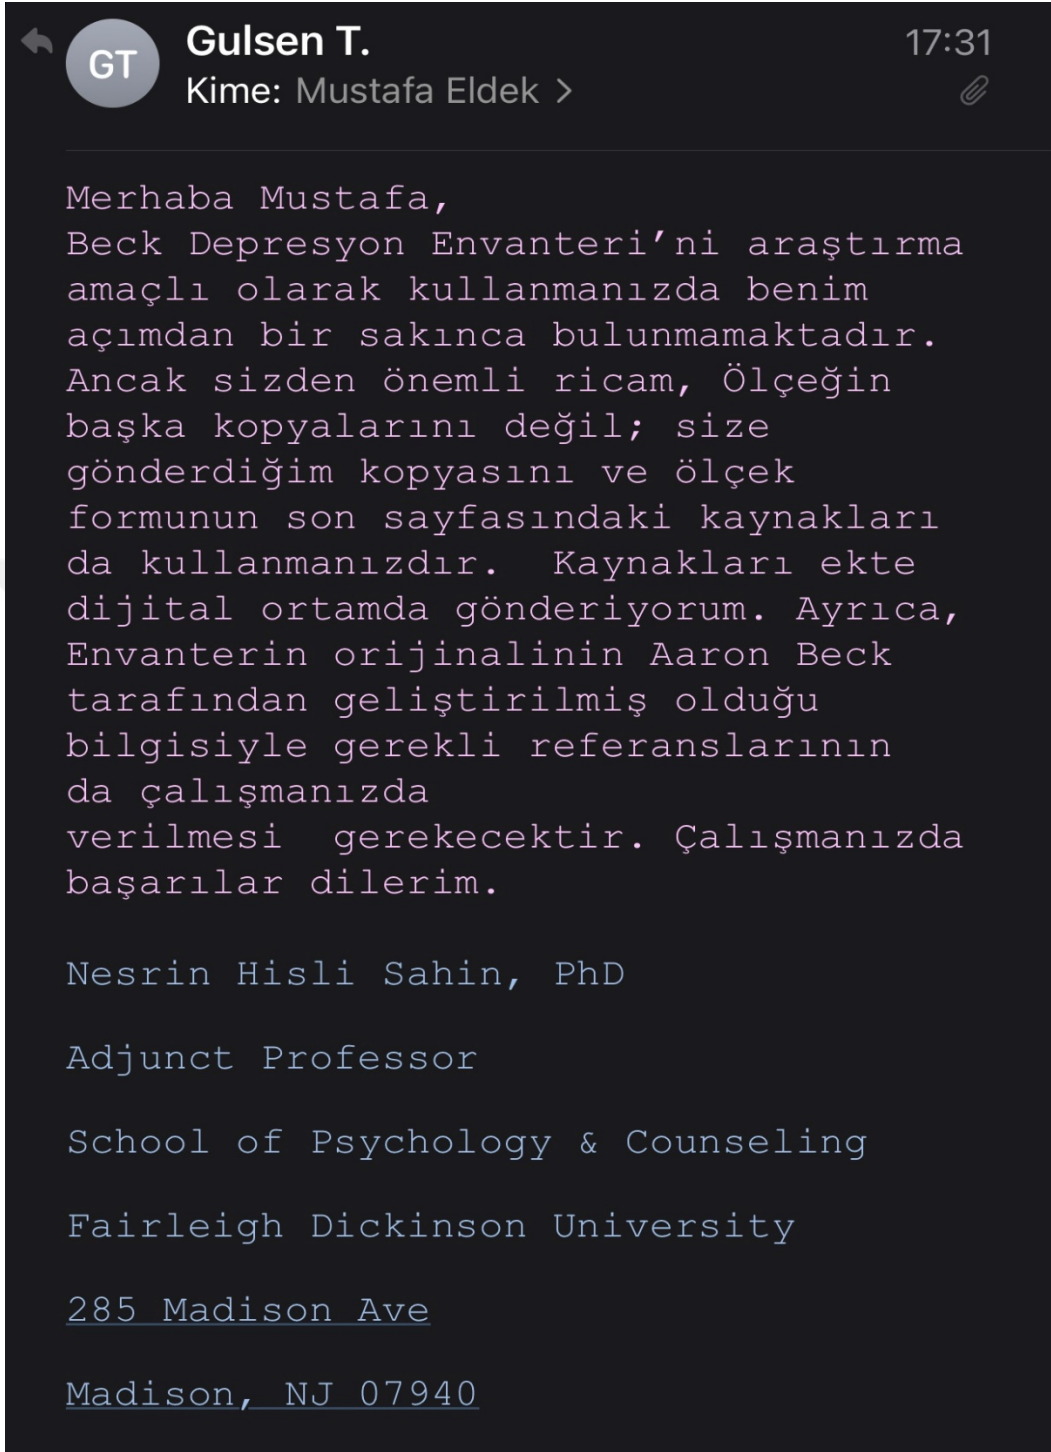 GT
Gulsen T.
17:31
Kime: Mustafa Eldek >
Merhaba Mustafa,
Beck Depresyon Envanteri’ni araştırma
amaçlı olarak kullanmanızda benim
açımdan bir sakınca bulunmamaktadır.
Ancak sizden önemli ricam, Ölçeğin
başka kopyalarını değil; size
gönderdiğim kopyasını ve ölçek
formunun son sayfasındaki kaynakları
da kullanmanızdır.  Kaynakları ekte
dijital ortamda gönderiyorum. Ayrıca,
Envanterin orijinalinin Aaron Beck
tarafından geliştirilmiş olduğu
bilgisiyle gerekli referanslarının
da çalışmanızda
verilmesi  gerekecektir. Çalışmanızda
başarılar dilerim.
Nesrin Hisli Sahin, PhD
Adjunct Professor
School of Psychology & Counseling
Fairleigh Dickinson University
285 Madison Ave
Madison, NJ 07940